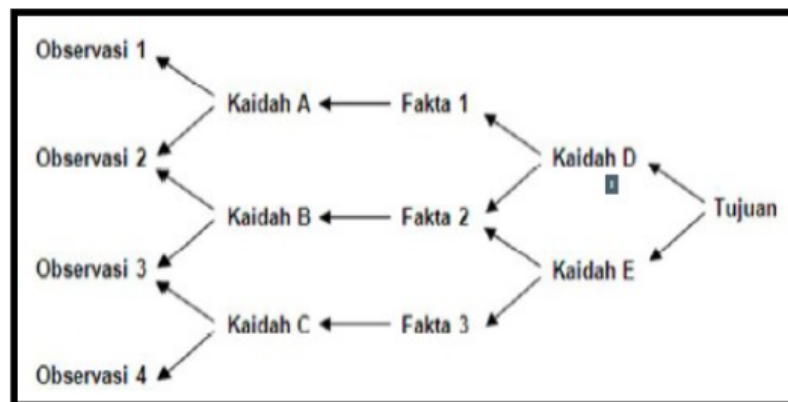 Observasi 1
Kaidah A
Fakta 1
Observasi 2
Kaidah D
Kaidah B
Fakta 2
Tujuan
Observasi 3
Kaidah E
Kaidah C
Fakta 3
Observasi 4